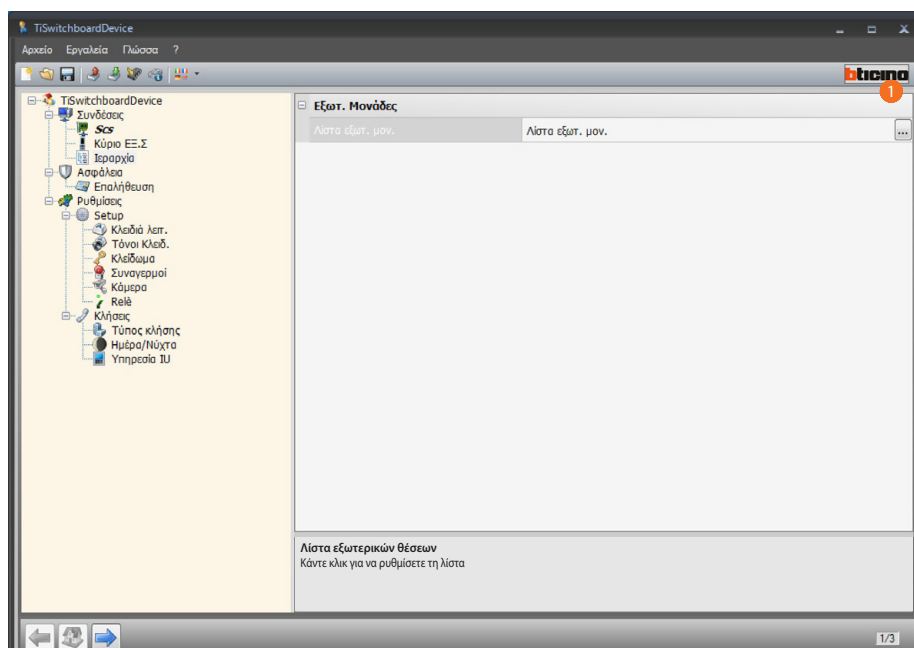 TiSwitchboardDevice
Αρχείο Εργαλεία Γλώσσα ?
bticino
1
TiSwitchboardDevice
Συνδέσεις
Scs
Κύριο ΕΞ.Σ
Ιεραρχία
Ασφάλεια
Επαλήθευση
Ρυθμίσεις
Setup
Κλειδιά λειτ.
Τόνοι Κλειδ.
Κλείδωμα
Συναγερμοί
Κάμερα
Relè
Κλήσεις
Τύπος κλήσης
Ημέρα/Νύχτα
Υπηρεσία IU
Εξωτ. Μονάδες
Λίστα εξωτ. μον. Λίστα εξωτ. μον. ...
Λίστα εξωτερικών θέσεων
Κάντε κλικ για να ρυθμίσετε τη λίστα
1/3